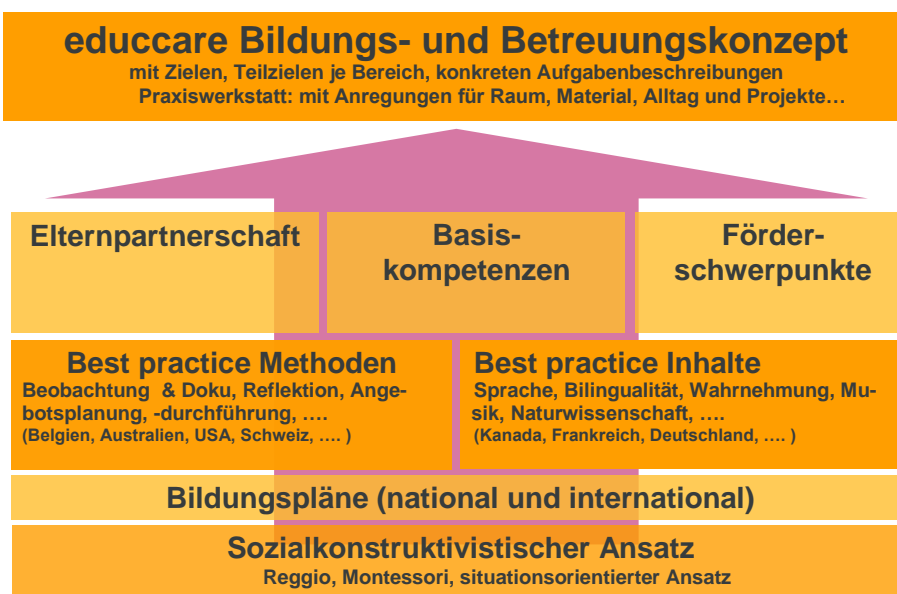 educcare Bildungs- und Betreuungskonzept
mit Zielen, Teilzielen je Bereich, konkreten Aufgabenbeschreibungen
Praxiswerkstatt: mit Anregungen für Raum, Material, Alltag und Projekte…
Elternpartnerschaft
Basis-
kompetenzen
Förder-
schwerpunkte
Best practice Methoden
Beobachtung & Doku, Reflektion, Ange-
botsplanung, -durchführung, ….
(Belgien, Australien, USA, Schweiz, …. )
Best practice Inhalte
Sprache, Bilingualität, Wahrnehmung, Mu-
sik, Naturwissenschaft, ….
(Kanada, Frankreich, Deutschland, …. )
Bildungspläne (national und international)
Sozialkonstruktivistischer Ansatz
Reggio, Montessori, situationsorientierter Ansatz